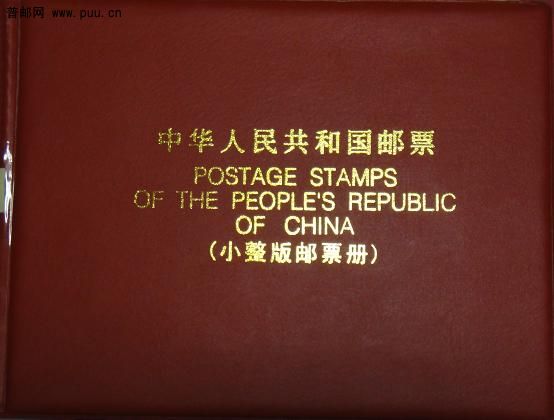 普邮网 www.puu.cn
中华人民共和国邮票
POSTAGE STAMPS
OF THE PEOPLE'S REPUBLIC
OF CHINA
(小整版邮票册)